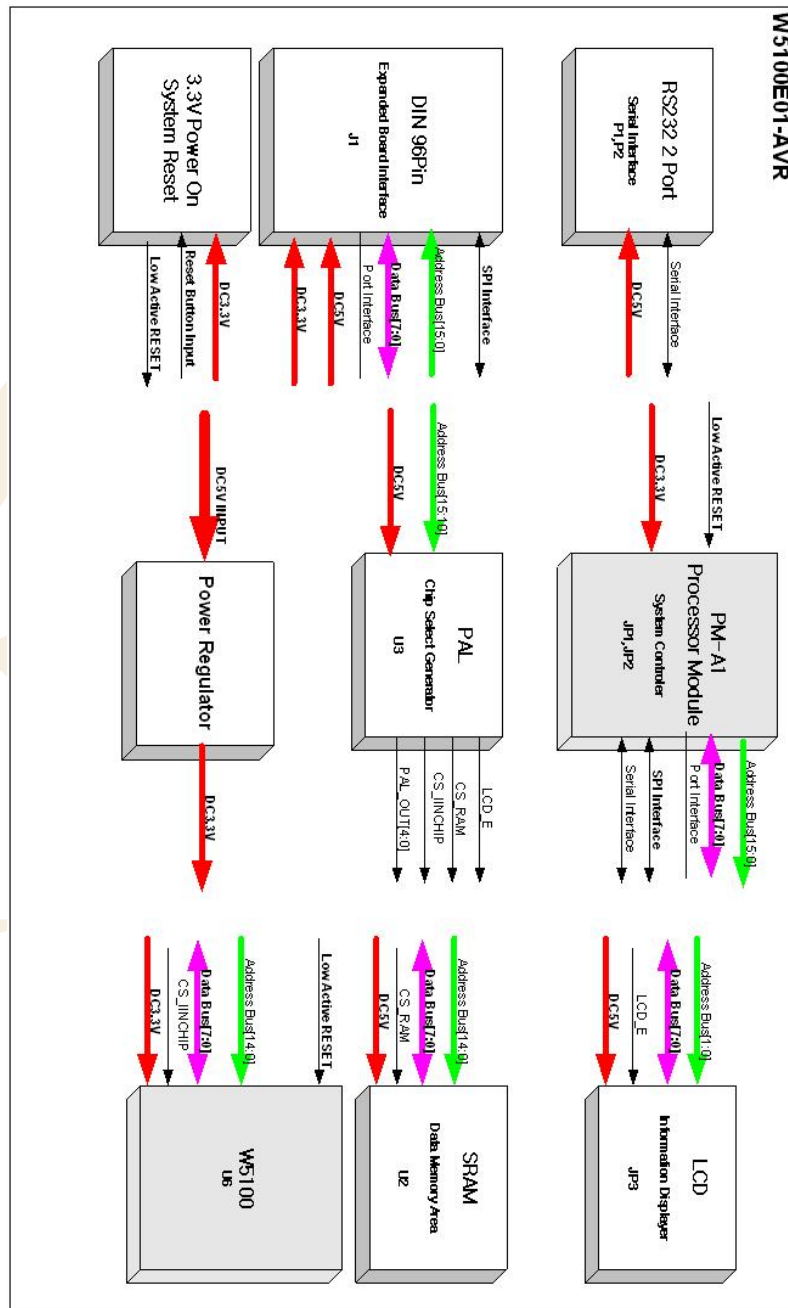 W5100E01-AVR
RS232 2 Port
Serial Interface
P1,P2
Serial Interface
DC5V
Low Active RESET
DC3.3V
PM-A1
Processor Module
System Controler
JP1,JP2
Address Bus[15:0]
Data Bus[7:0]
Port Interface
SPI Interface
Serial Interface
Address Bus[1:0]
Data Bus[7:0]
LCD_E
DC5V
LCD
Information Displayer
JP3
DIN 96Pin
Expanded Board Interface
J1
SPI Interface
Address Bus[15:0]
Data Bus[7:0]
Port Interface
DC5V
DC3.3V
Address Bus[15:10]
DC5V
PAL
Chip Select Generator
U3
LCD_E
CS_RAM
CS_IINCHIP
PAL_OUT[4:0]
Address Bus[14:0]
Data Bus[7:0]
CS_RAM
DC5V
SRAM
Data Memory Area
U2
3.3V Power On
System Reset
DC3.3V
Reset Button Input
Low Active RESET
DC5V INPUT
Power Regulator
DC3.3V
Low Active RESET
Address Bus[14:0]
Data Bus[7:0]
CS_IINCHIP
DC3.3V
W5100
U6